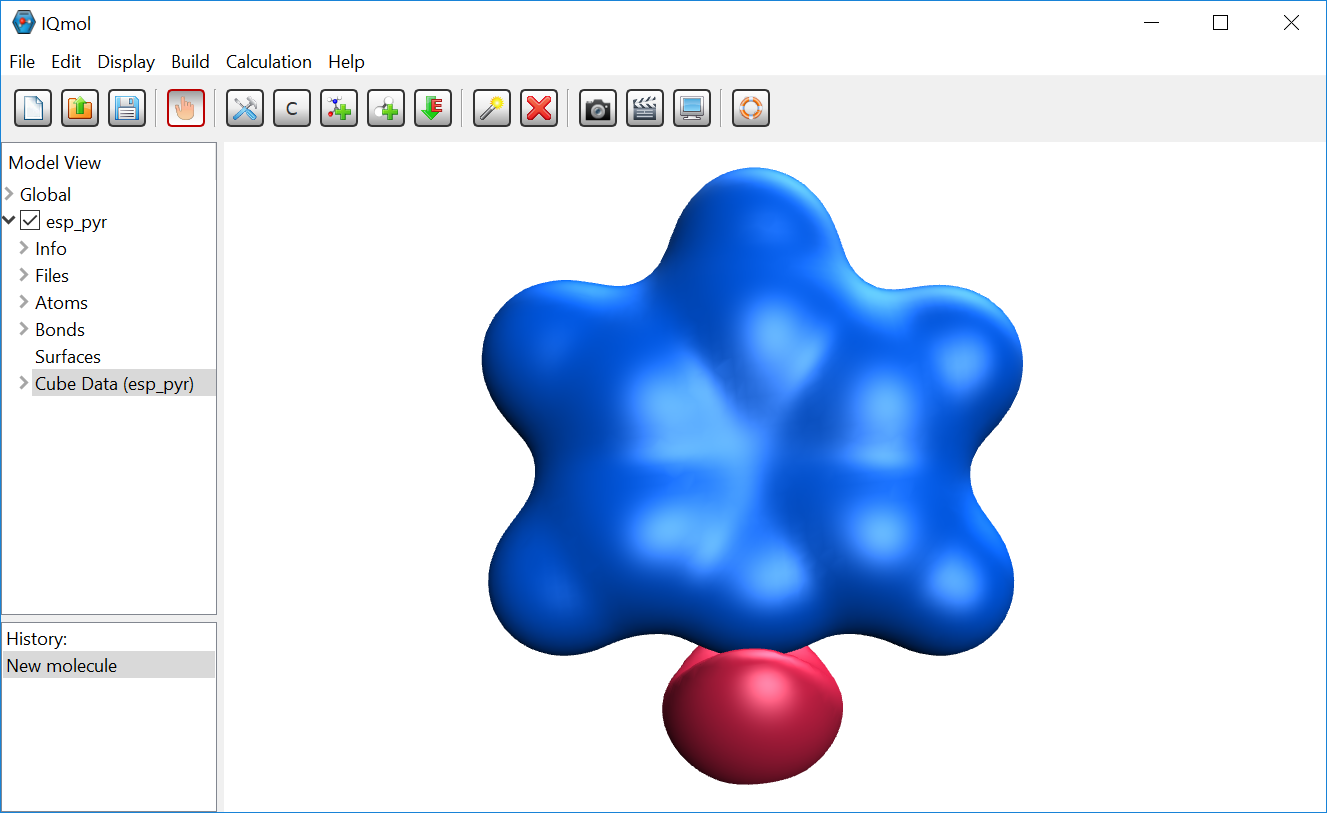 IQmol
File Edit Display Build Calculation Help
C E
Model View
Global
esp_pyr
Info
Files
Atoms
Bonds
Surfaces
Cube Data (esp_pyr)
History:
New molecule